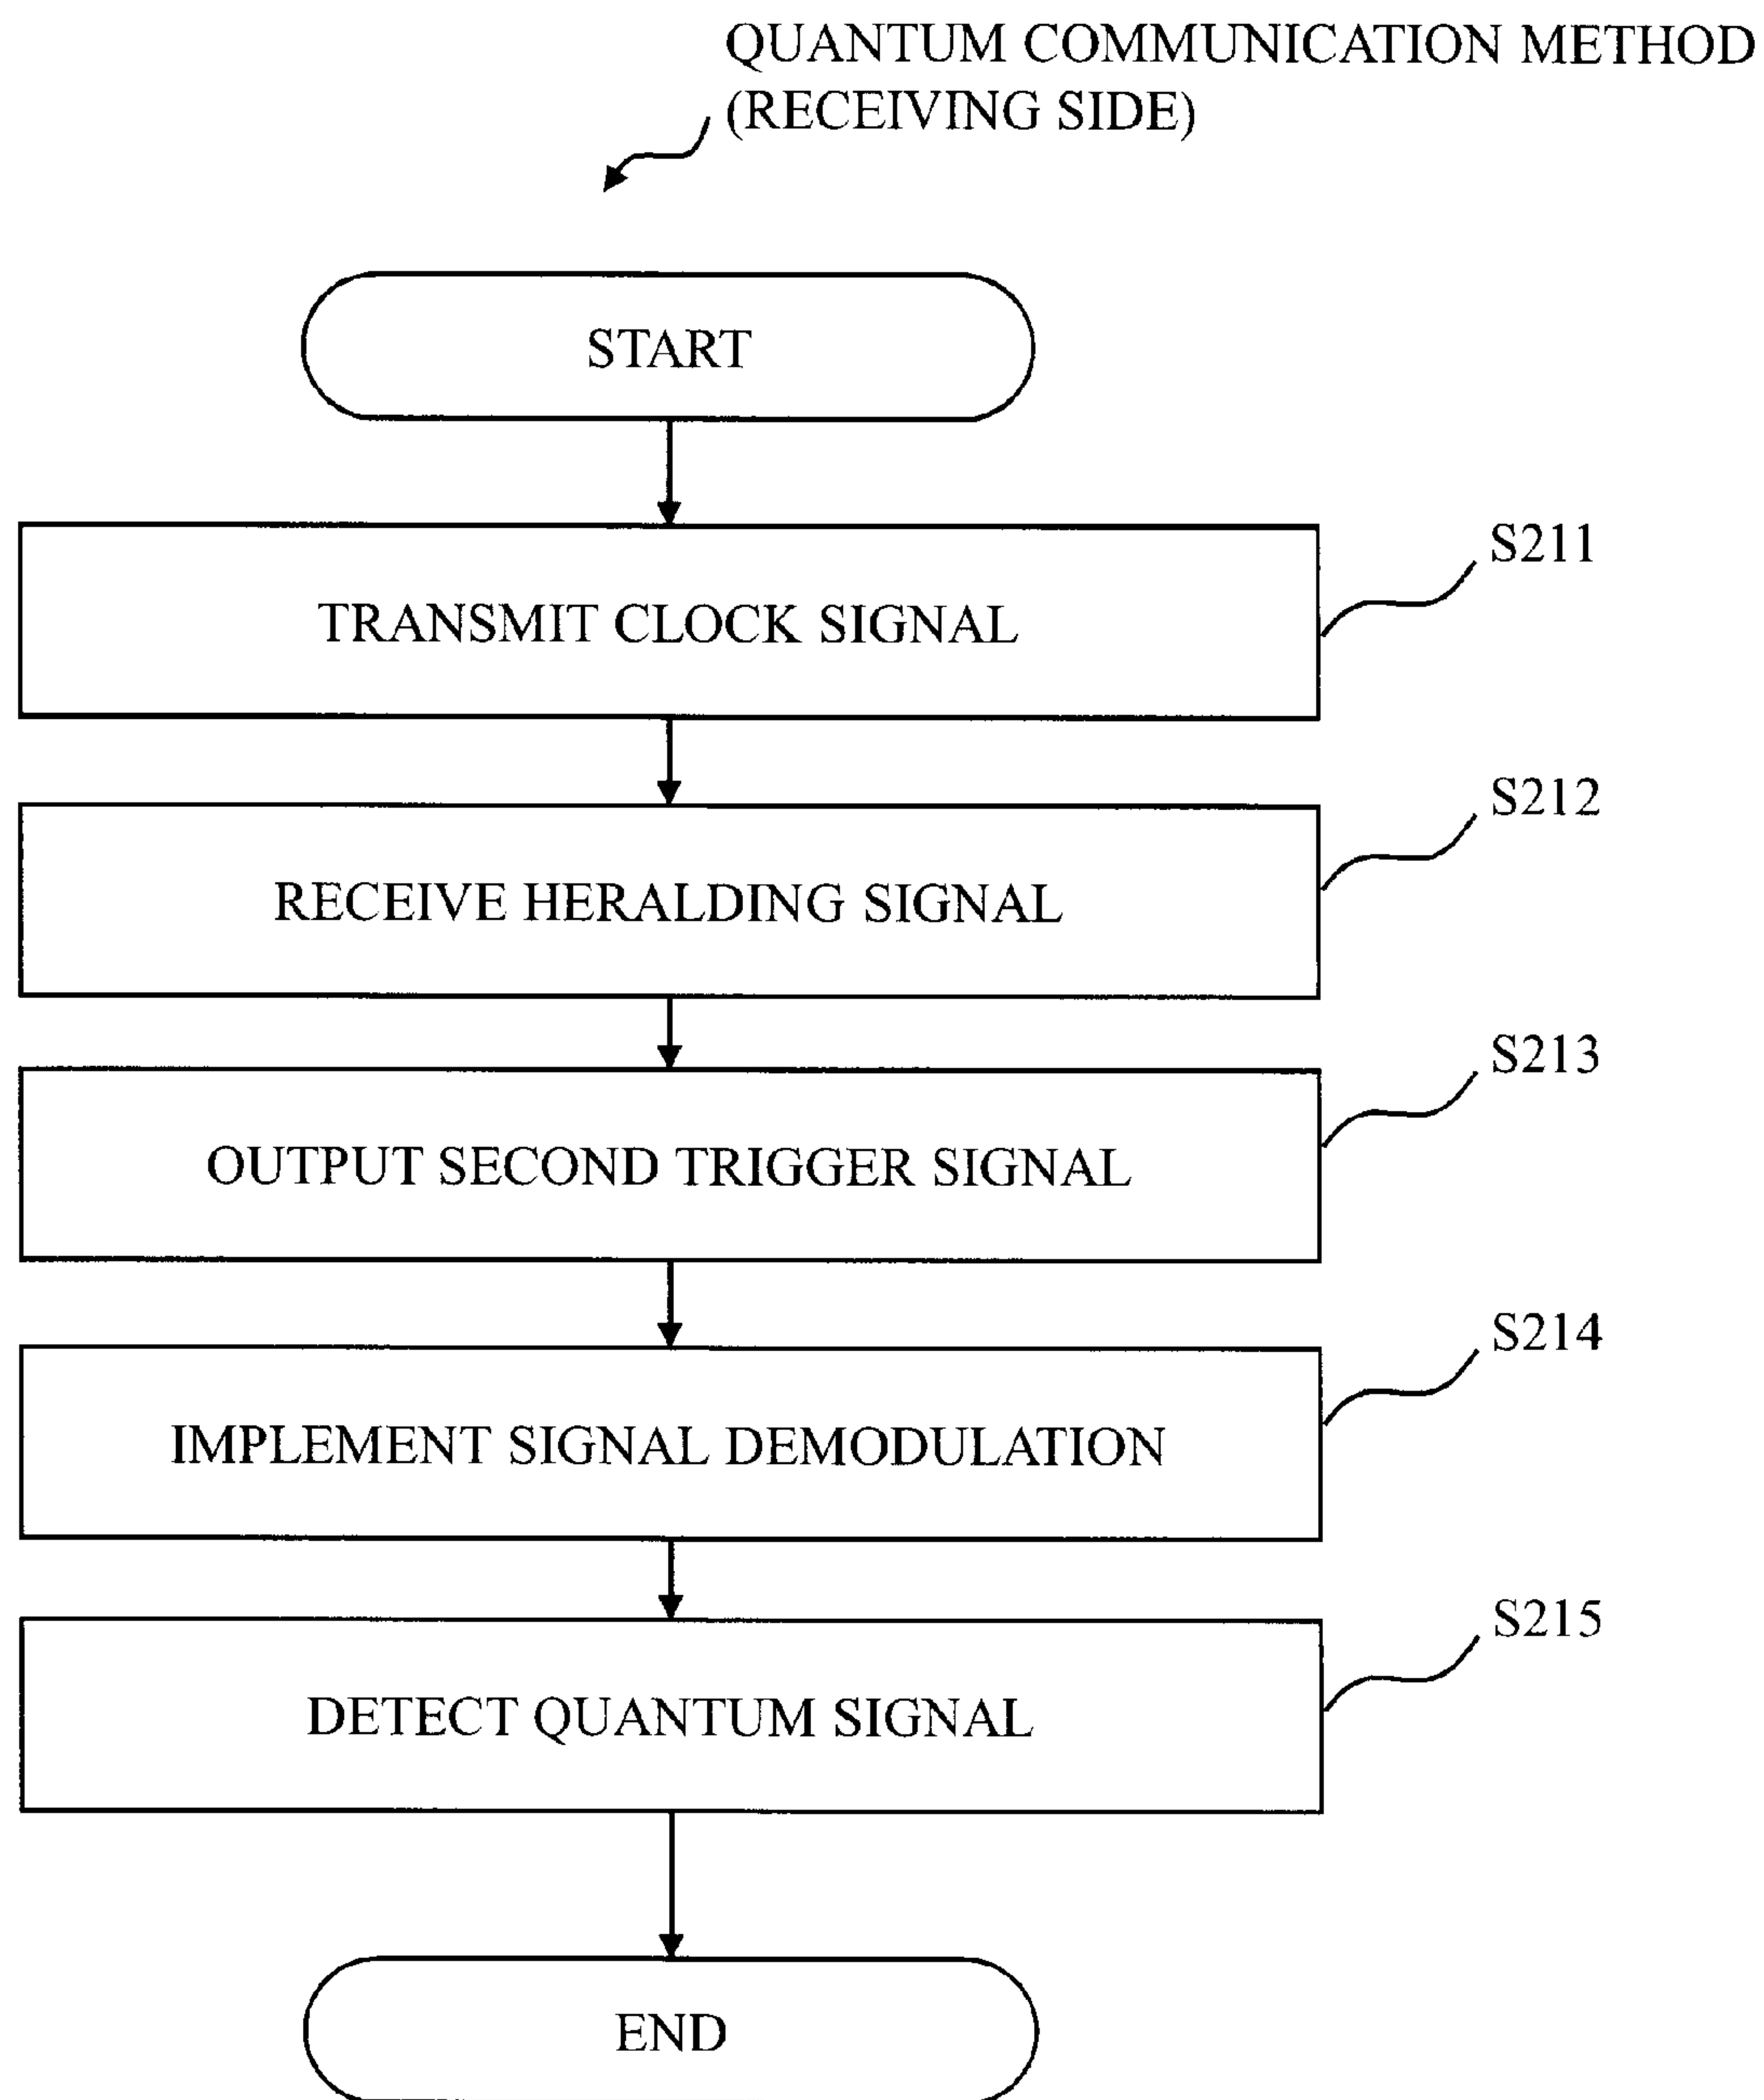 QUANTUM COMMUNICATION METHOD
(RECEIVING SIDE)
START
S211
TRANSMIT CLOCK SIGNAL
S212
RECEIVE HERALDING SIGNAL
S213
OUTPUT SECOND TRIGGER SIGNAL
S214
IMPLEMENT SIGNAL DEMODULATION
S215
DETECT QUANTUM SIGNAL
END